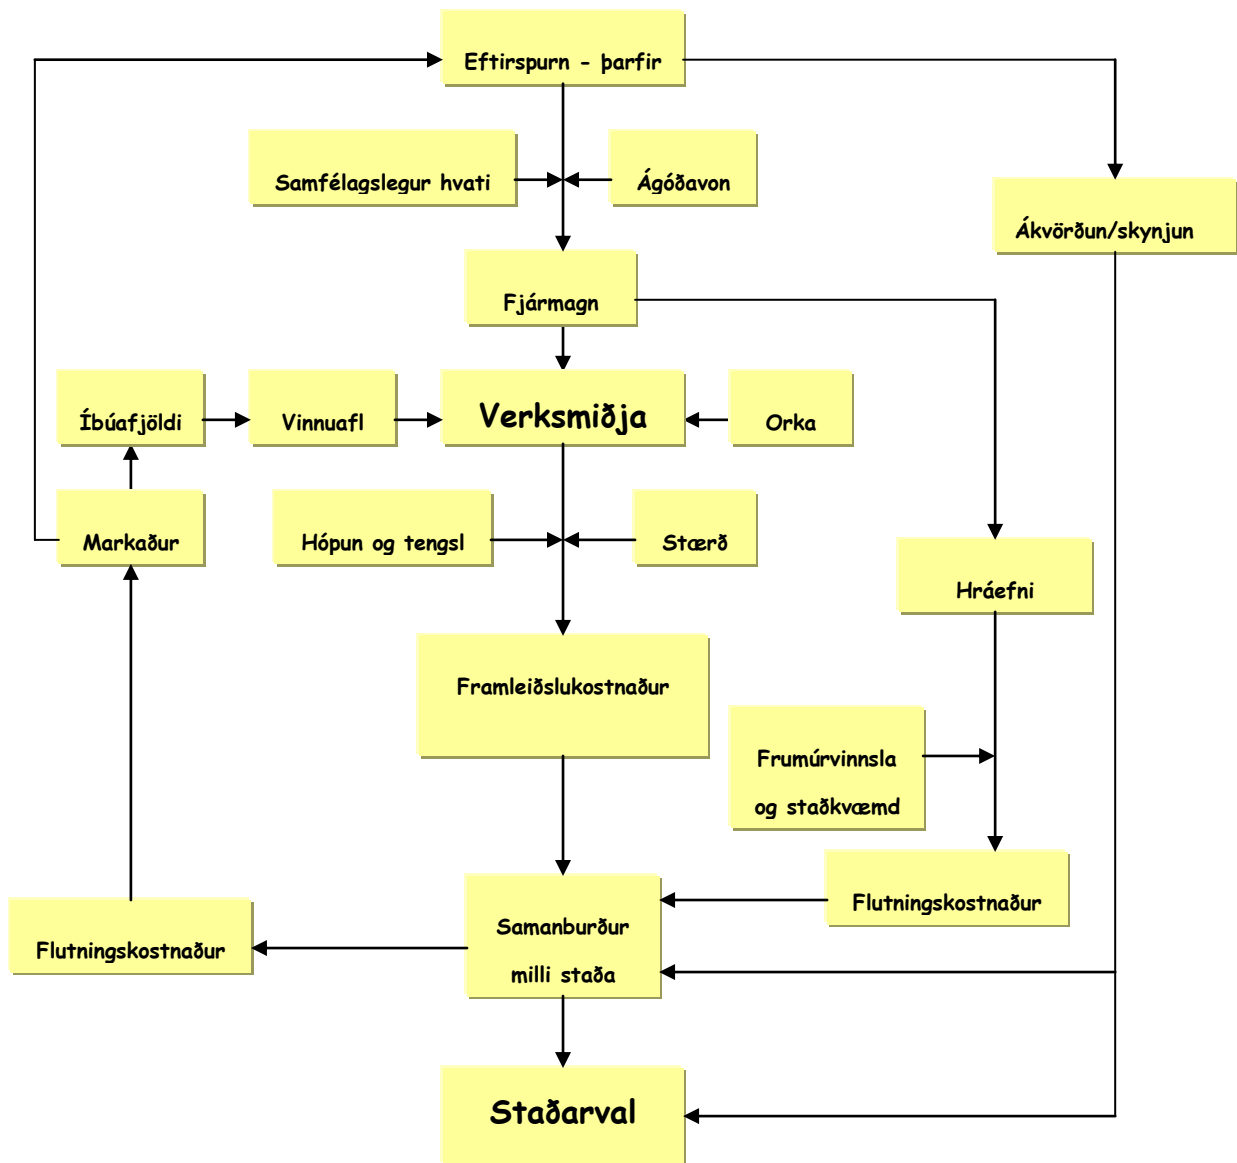 Eftirspurn - þarfir
Samfélagslegur hvati
Ágóðavon
Ákvörðun/skynjun
Fjármagn
Íbúafjöldi
Vinnuafl
Verksmiðja
Orka
Markaður
Hópun og tengsl
Stærð
Hráefni
Framleiðslukostnaður
Frumúrvinnsla
og staðkvæmd
Flutningskostnaður
Samanburður
milli staða
Flutningskostnaður
Staðarval